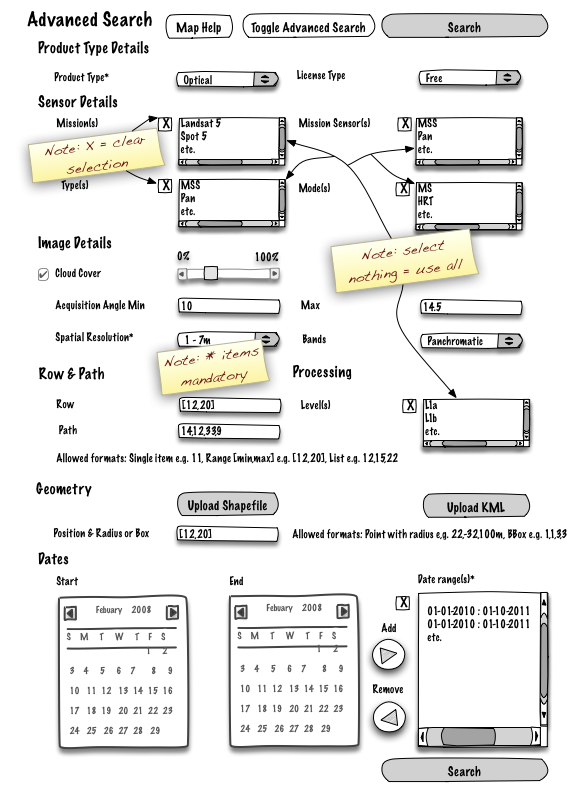 Advanced Search
Map Help
Toggle Advanced Search
Search
Product Type Details
Product Type*
Optical
License Type
Free
Sensor Details
Mission(s)
X
Landsat 5
Spot 5
etc.
Mission Sensor(s)
X
MSS
Pan
etc.
Note: X = clear
selection
Type(s)
X
MSS
Pan
etc.
Mode(s)
X
MS
HRT
etc.
Note: select
nothing = use all
Image Details
0%
100%
Cloud Cover
Acquisition Angle Min
10
Max
14.5
Spatial Resolution*
1 - 7m
Bands
Panchromatic
Note: * items
mandatory
Row & Path
Processing
Row
[12,20]
Level(s)
X
L1a
L1b
etc.
Path
14,12,339
Allowed formats: Single item e.g. 11, Range [min,max] e.g. [12,20], List e.g. 12,15,22
Geometry
Upload Shapefile
Upload KML
Position & Radius or Box
[12,20]
Allowed formats: Point with radius e.g. 22,-32,100m, BBox e.g. 1,1,33
Dates
Start
End
Date range(s)*
Febuary 2008
S M T W T F S
1 2
3 4 5 6 7 8 9
10 11 12 13 14 15 16
17 18 19 20 21 22 23
24 25 26 27 28 29
Febuary 2008
S M T W T F S
1 2
3 4 5 6 7 8 9
10 11 12 13 14 15 16
17 18 19 20 21 22 23
24 25 26 27 28 29
X
Add
Remove
01-01-2010 : 01-10-2011
01-01-2010 : 01-10-2011
etc.
Search